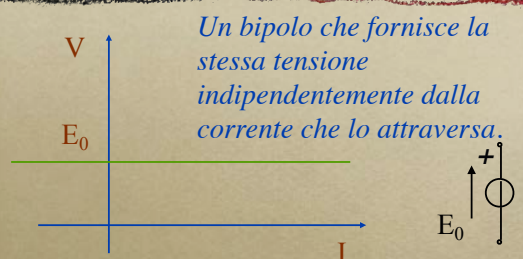 Un bipolo che fornisce la
stessa tensione
indipendentemente dalla
corrente che lo attraversa.
V
E₀
I
+
E₀